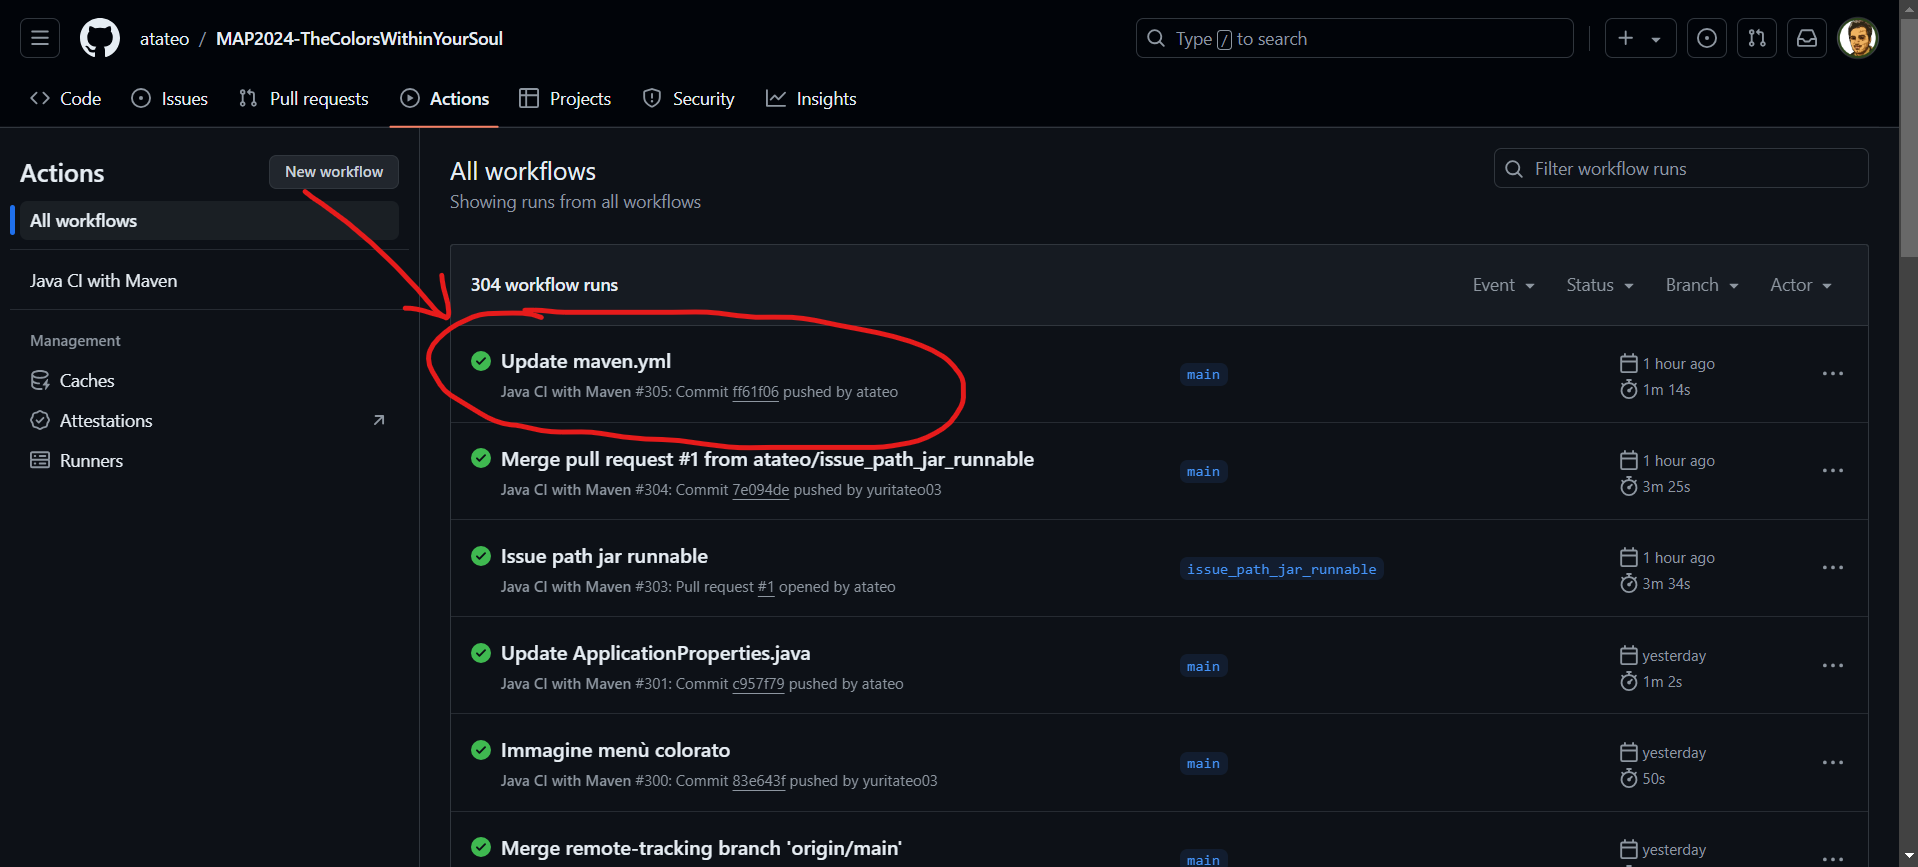 atateo / MAP2024-TheColorsWithinYourSoul
Type / to search
Code Issues Pull requests Actions Projects Security Insights
Actions
New workflow
All workflows
Java CI with Maven
Management
Caches
Attestations
Runners
All workflows
Showing runs from all workflows
Filter workflow runs
304 workflow runs
Event Status Branch Actor
Update maven.yml
Java CI with Maven #305: Commit ff61f06 pushed by atateo
main
1 hour ago
1m 14s
Merge pull request #1 from atateo/issue_path_jar_runnable
Java CI with Maven #304: Commit 7e094de pushed by yuritateo03
main
1 hour ago
3m 25s
Issue path jar runnable
Java CI with Maven #303: Pull request #1 opened by atateo
issue_path_jar_runnable
1 hour ago
3m 34s
Update ApplicationProperties.java
Java CI with Maven #301: Commit c957f79 pushed by atateo
main
yesterday
1m 2s
Immagine menù colorato
Java CI with Maven #300: Commit 83e643f pushed by yuritateo03
main
yesterday
50s
Merge remote-tracking branch 'origin/main'
main
yesterday